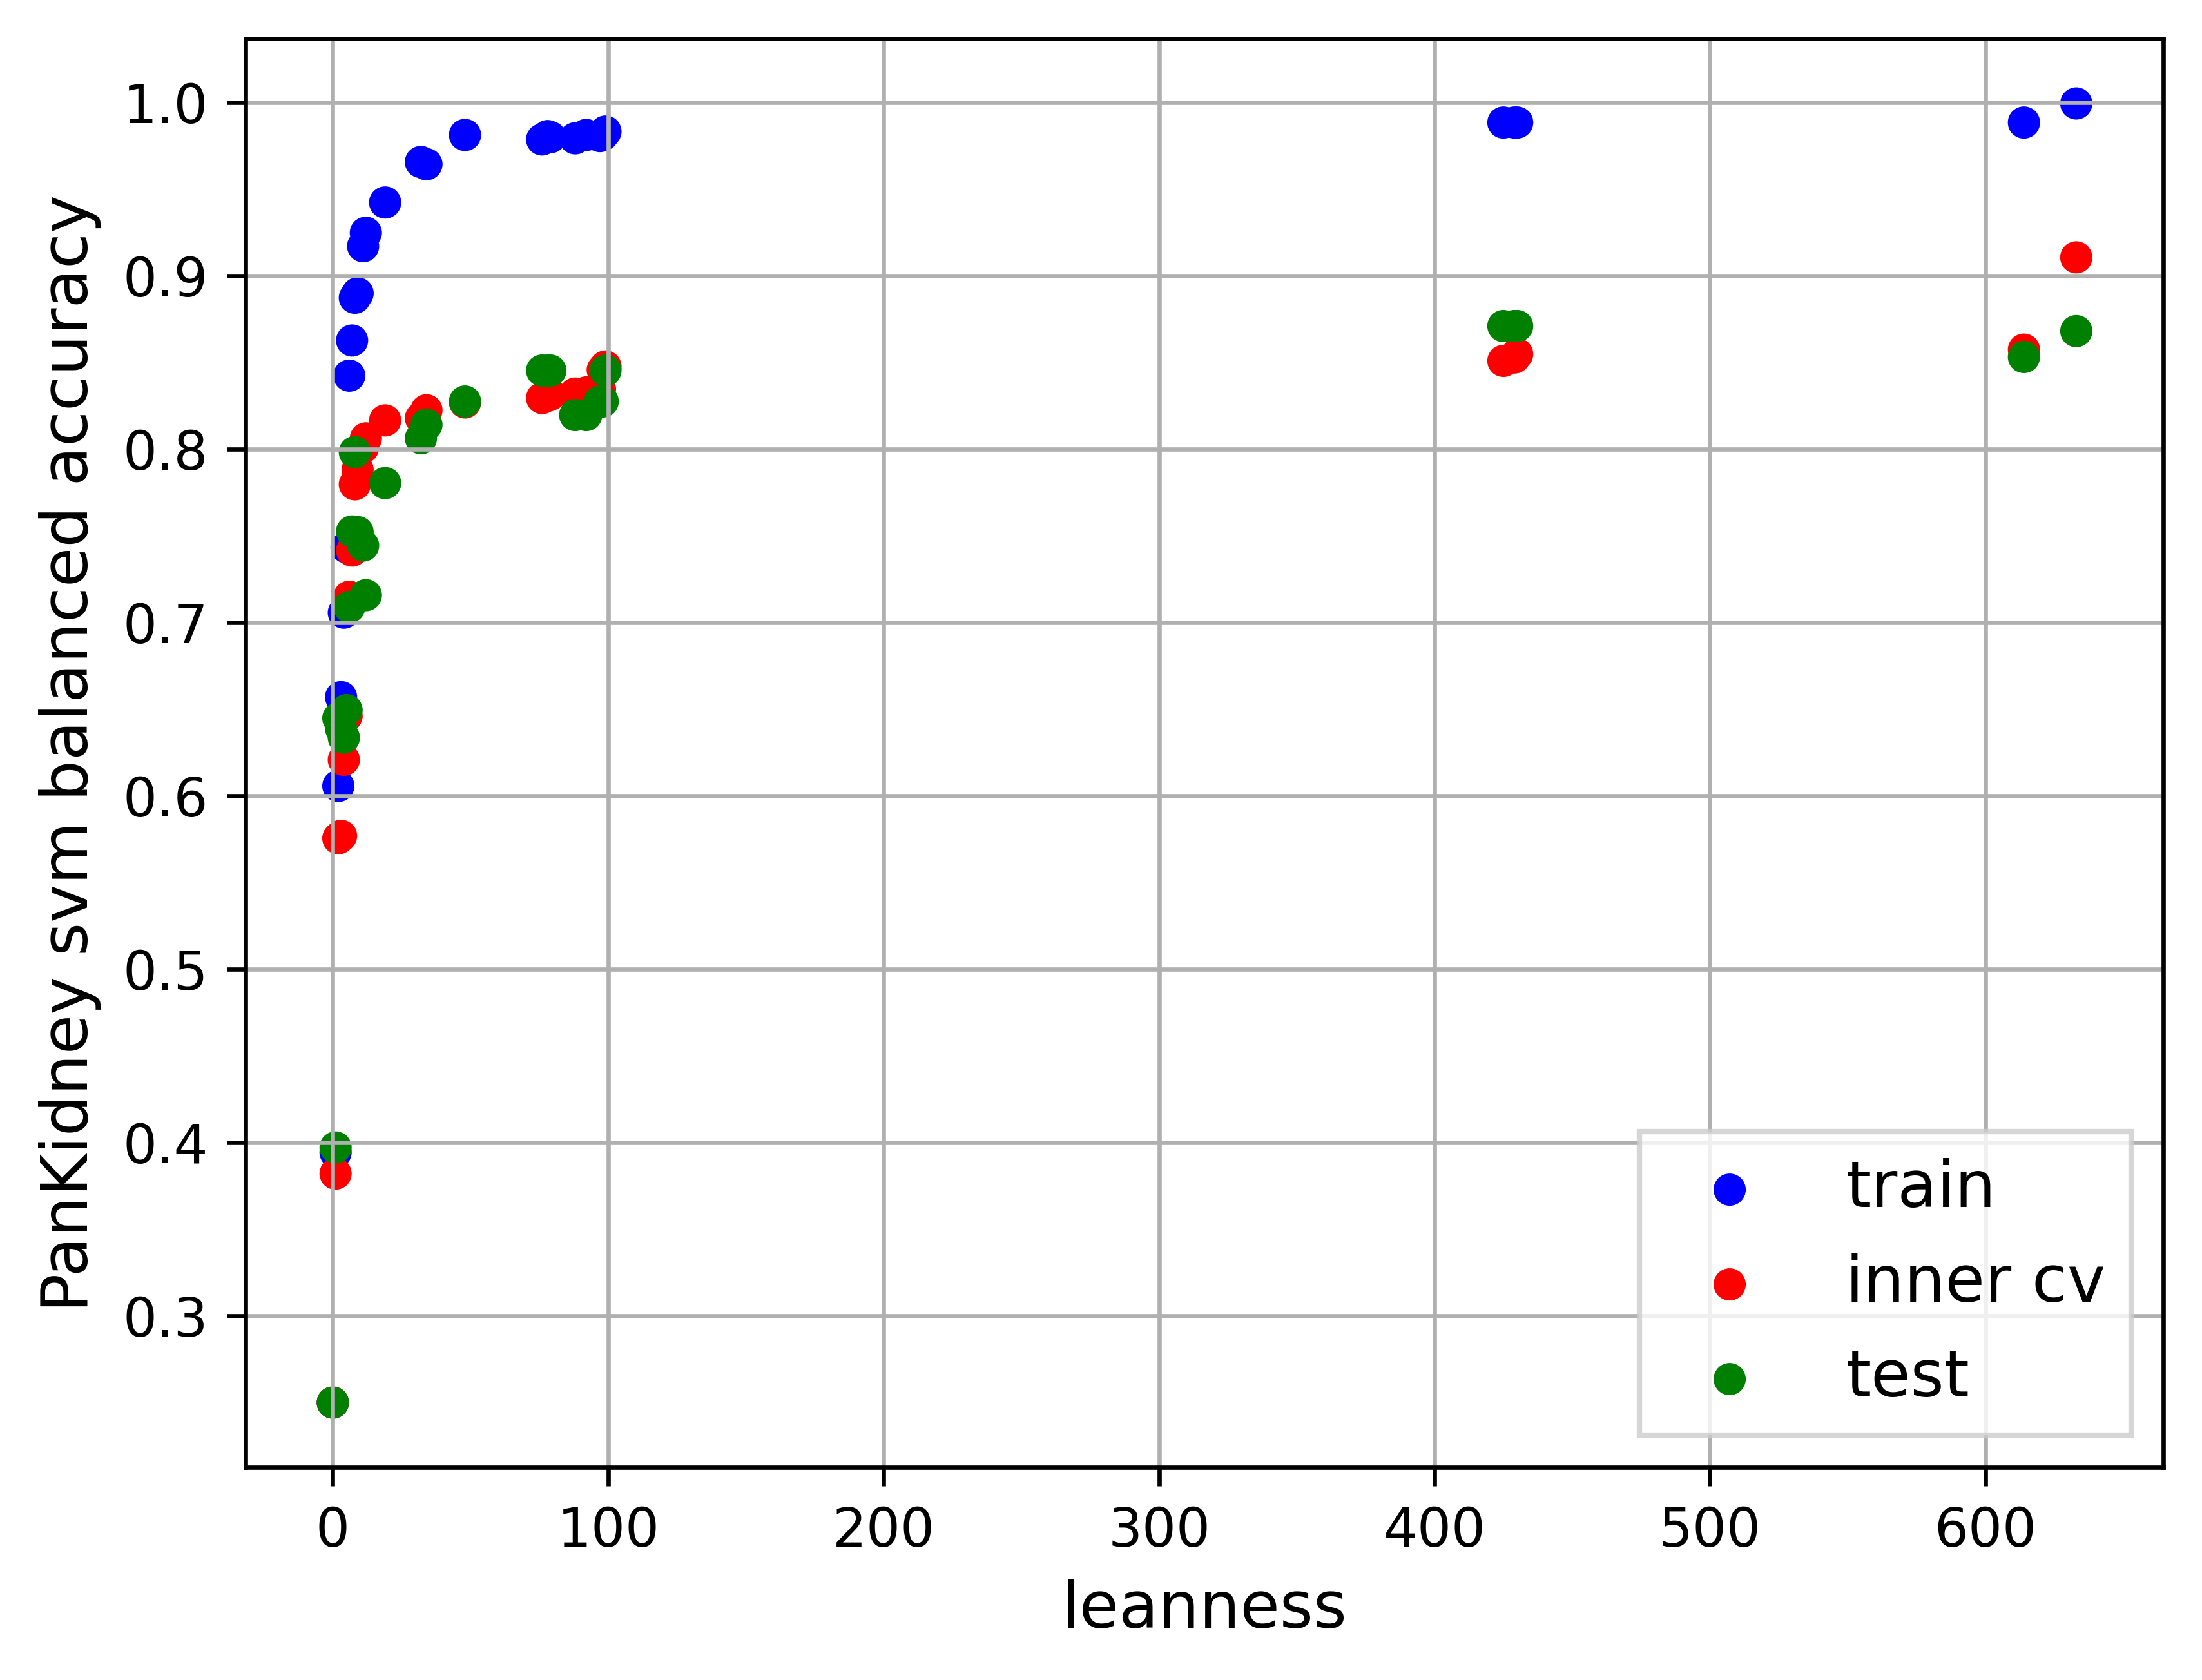 PanKidney svm balanced accuracy
1.0
0.9
0.8
0.7
0.6
0.5
0.4
0.3
train
inner cv
test
0 100 200 300 400 500 600
leanness